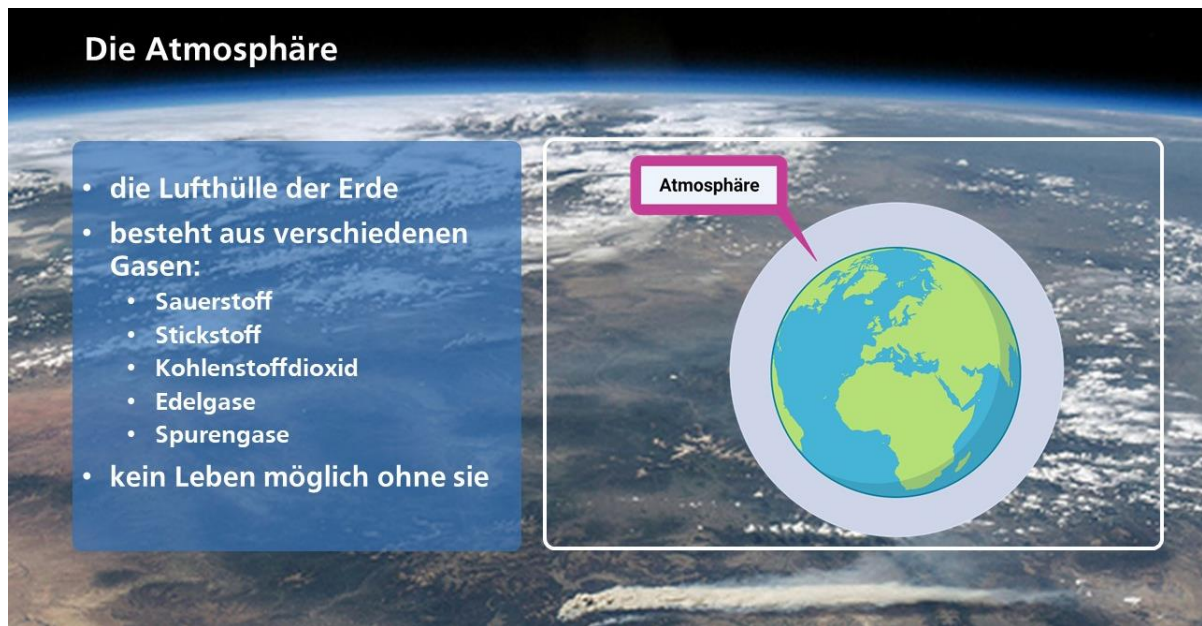 Die Atmosphäre
• die Lufthülle der Erde
• besteht aus verschiedenen
Gasen:
• Sauerstoff
• Stickstoff
• Kohlenstoffdioxid
• Edelgase
• Spurengase
• kein Leben möglich ohne sie
Atmosphäre